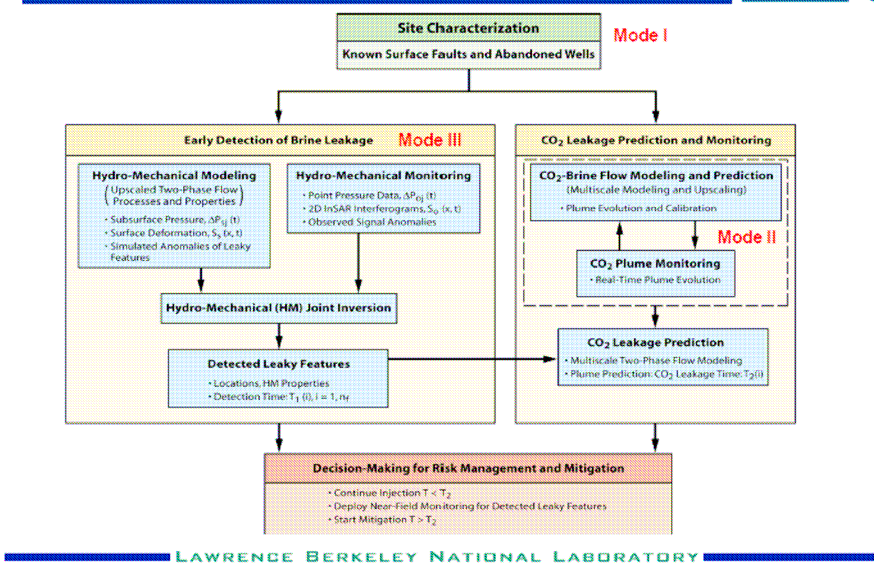 Site Characterization
Mode I
Known Surface Faults and Abandoned Wells
Early Detection of Brine Leakage
Mode III
Hydro-Mechanical Modeling
(Upscaled Two-Phase Flow
Processes and Properties)
• Subsurface Pressure, ΔPsj (t)
• Surface Deformation, Ss (x, t)
• Simulated Anomalies of Leaky
Features
Hydro-Mechanical Monitoring
• Point Pressure Data, (t)
• 2D InSAR Interferograms, (x, t)
• Observed Signal Anomalies
Hydro-Mechanical (HM) Joint Inversion
Detected Leaky Features
• Locations, HM Properties
• Detection Time: T1 (i), i = 1, nf
CO2 Leakage Prediction and Monitoring
CO2-Brine Flow Modeling and Prediction
(Multiscale Modeling and Upscaling)
• Plume Evolution and Calibration
Mode II
CO2 Plume Monitoring
• Real-Time Plume Evolution
CO2 Leakage Prediction
• Multiscale Two-Phase Flow Modeling
• Plume Prediction: CO2 Leakage Time: T2(i)
Decision-Making for Risk Management and Mitigation
• Continue Injection T < T2
• Deploy Near-Field Monitoring for Detected Leaky Features
• Start Mitigation T > T2
LAWRENCE BERKELEY NATIONAL LABORATORY